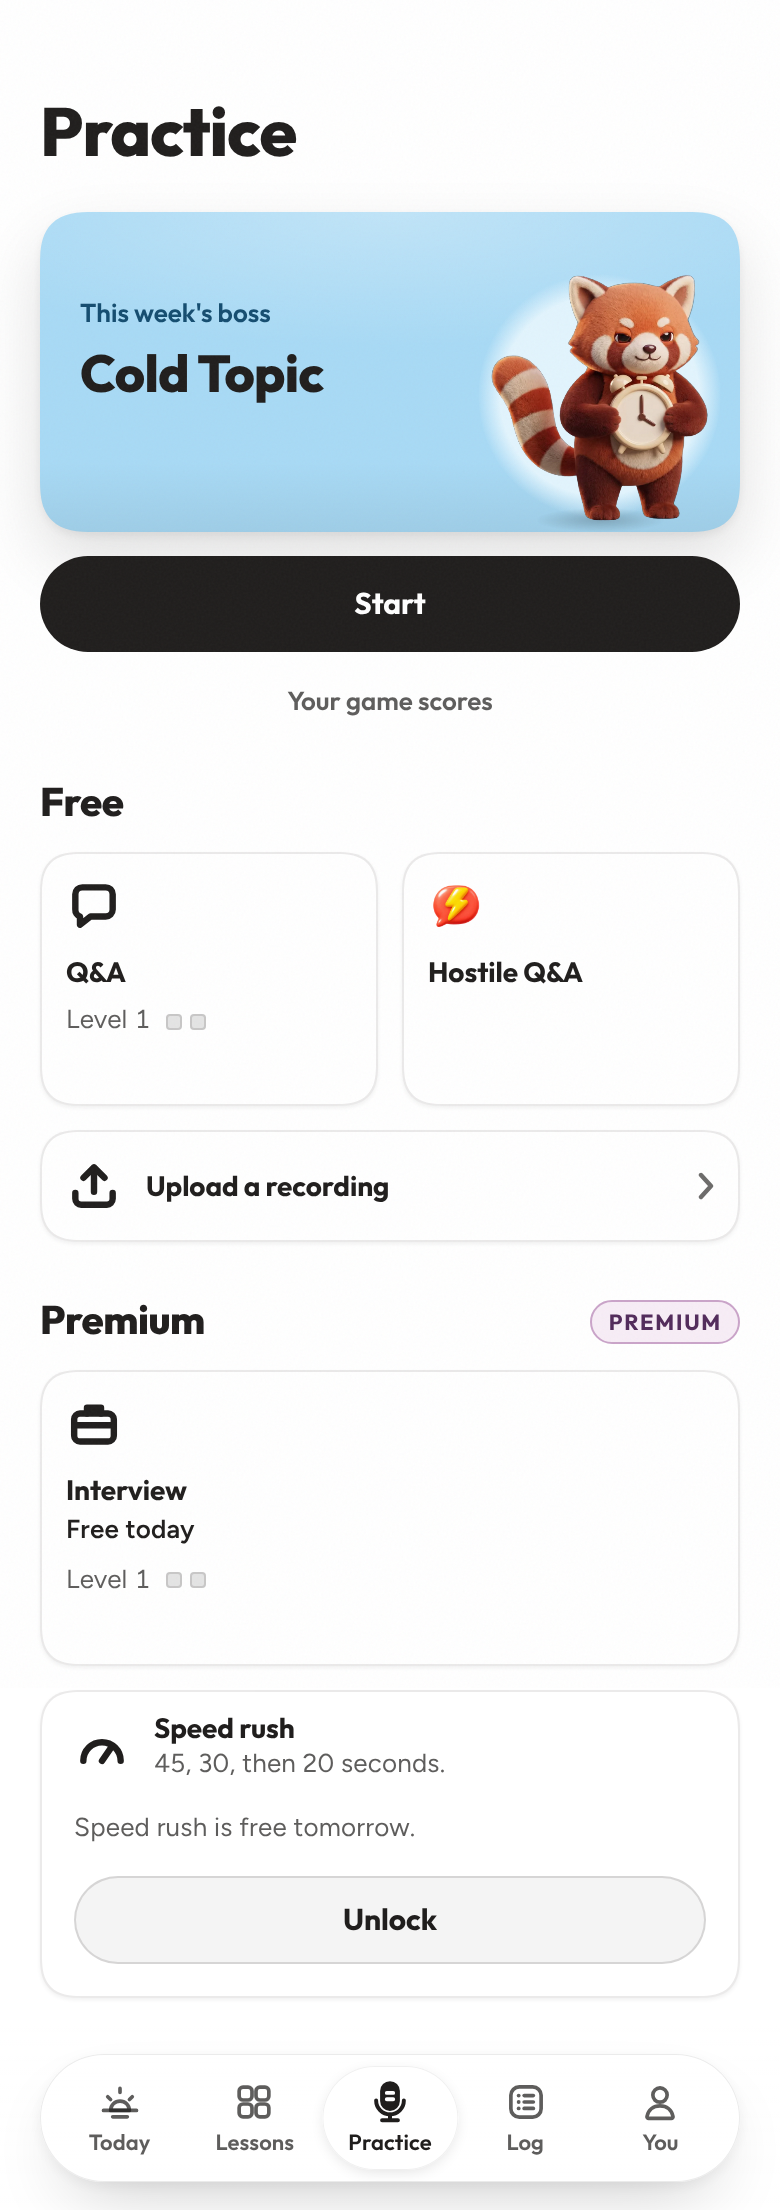 Practice
This week's boss
Cold Topic
Start
Your game scores
Free
Q&A
Level 1
Hostile Q&A
Upload a recording
Premium
PREMIUM
Interview
Free today
Level 1
Speed rush
45, 30, then 20 seconds.
Speed rush is free tomorrow.
Unlock
Today
Lessons
Practice
Log
You